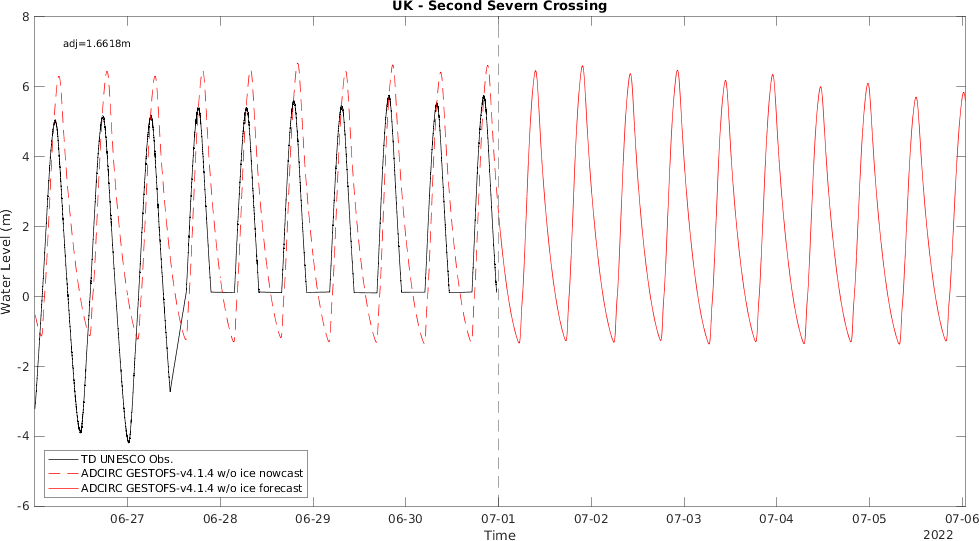 UK - Second Severn Crossing
adj=1.6618m
8
6
4
2
0
-2
-4
-6
Water Level (m)
TD UNESCO Obs.
ADCIRC GESTOFS-v4.1.4 w/o ice nowcast
ADCIRC GESTOFS-v4.1.4 w/o ice forecast
06-27 06-28 06-29 06-30 07-01 07-02 07-03 07-04 07-05 07-06
Time
2022